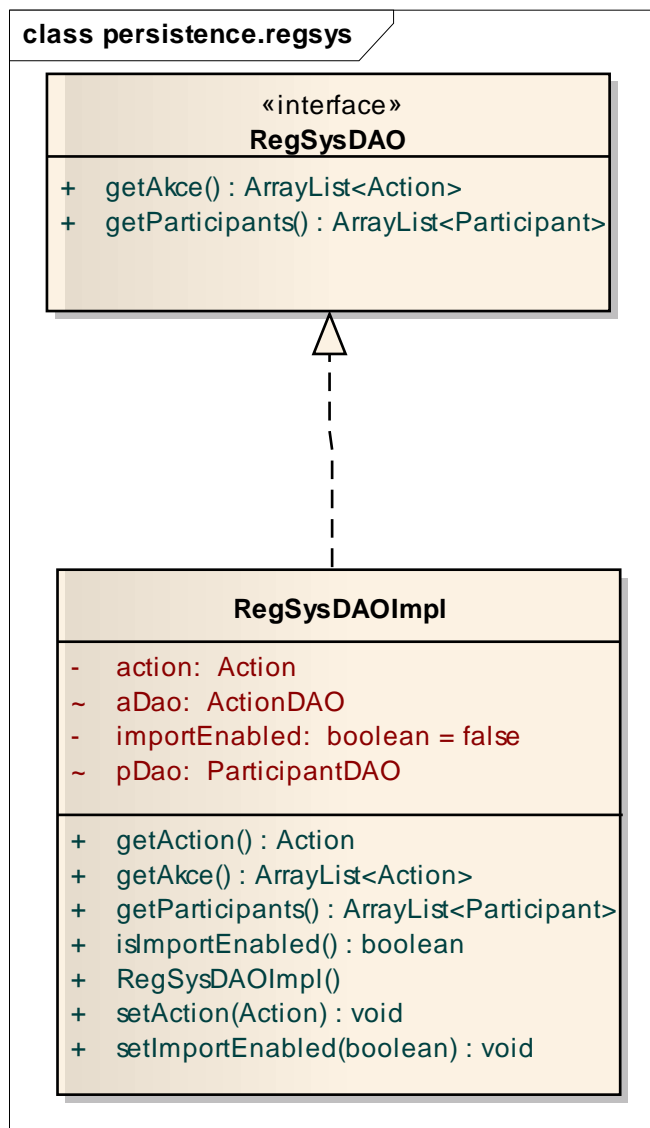 class persistence.regsys
«interface»
RegSysDAO
+ getAkce() : ArrayList<Action>
+ getParticipants() : ArrayList<Participant>
RegSysDAOImpl
- action: Action
~ aDao: ActionDAO
- importEnabled: boolean = false
~ pDao: ParticipantDAO
+ getAction() : Action
+ getAkce() : ArrayList<Action>
+ getParticipants() : ArrayList<Participant>
+ isImportEnabled() : boolean
+ RegSysDAOImpl()
+ setAction(Action) : void
+ setImportEnabled(boolean) : void